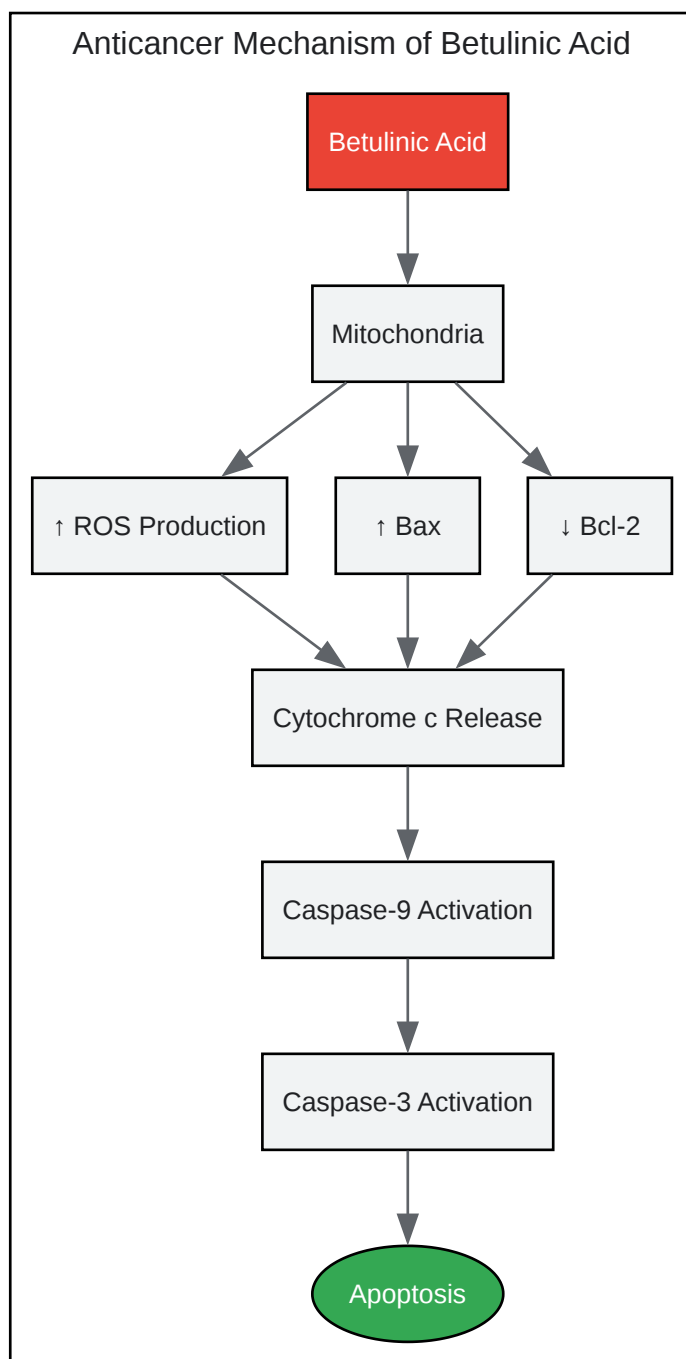 Anticancer Mechanism of Betulinic Acid
Betulinic Acid
Mitochondria
↑ ROS Production
↑ Bax
↓ Bcl-2
Cytochrome c Release
Caspase-9 Activation
Caspase-3 Activation
Apoptosis